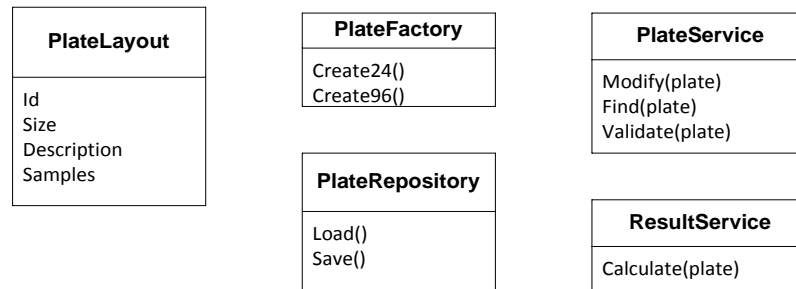 PlateLayout
Id
Size
Description
Samples
PlateFactory
Create24()
Create96()
PlateRepository
Load()
Save()
PlateService
Modify(plate)
Find(plate)
Validate(plate)
ResultService
Calculate(plate)